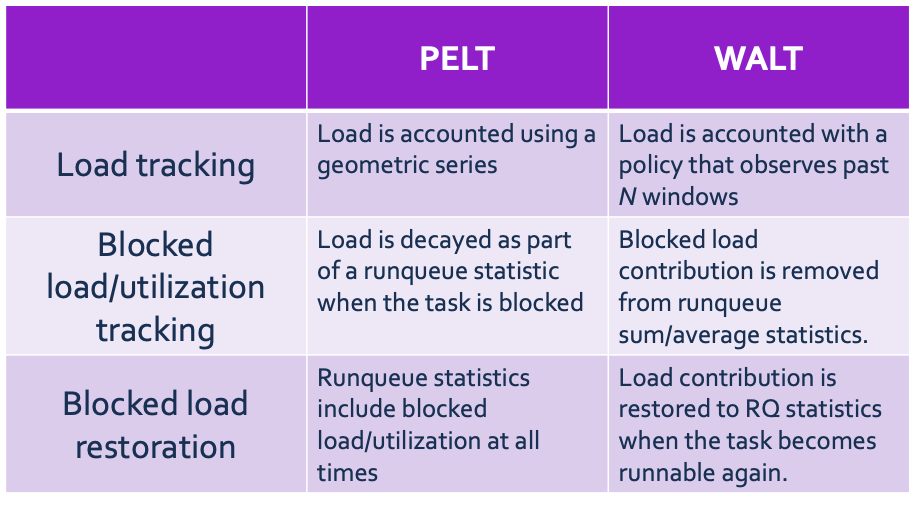 PELT
WALT
Load tracking
Load is accounted using a
geometric series
Load is accounted with a
policy that observes past
N windows
Blocked
load/utilization
tracking
Load is decayed as part
of a runqueue statistic
when the task is blocked
Blocked load
contribution is removed
from runqueue
sum/average statistics.
Blocked load
restoration
Runqueue statistics
include blocked
load/utilization at all
times
Load contribution is
restored to RQ statistics
when the task becomes
runnable again.